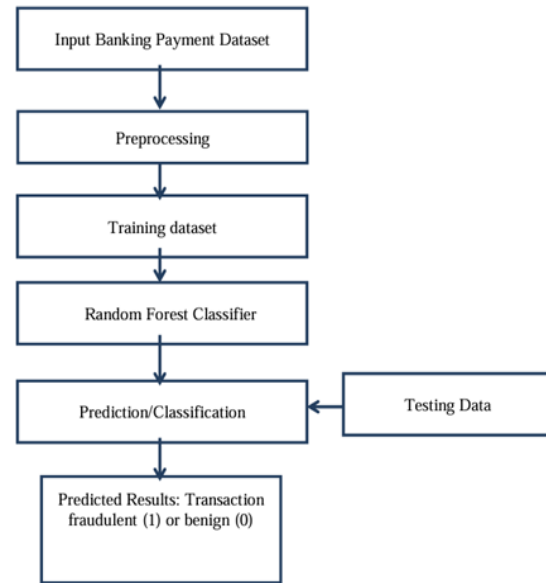 Input Banking Payment Dataset
Preprocessing
Training dataset
Random Forest Classifier
Prediction/Classification
Testing Data
Predicted Results: Transaction
fraudulent (1) or benign (0)